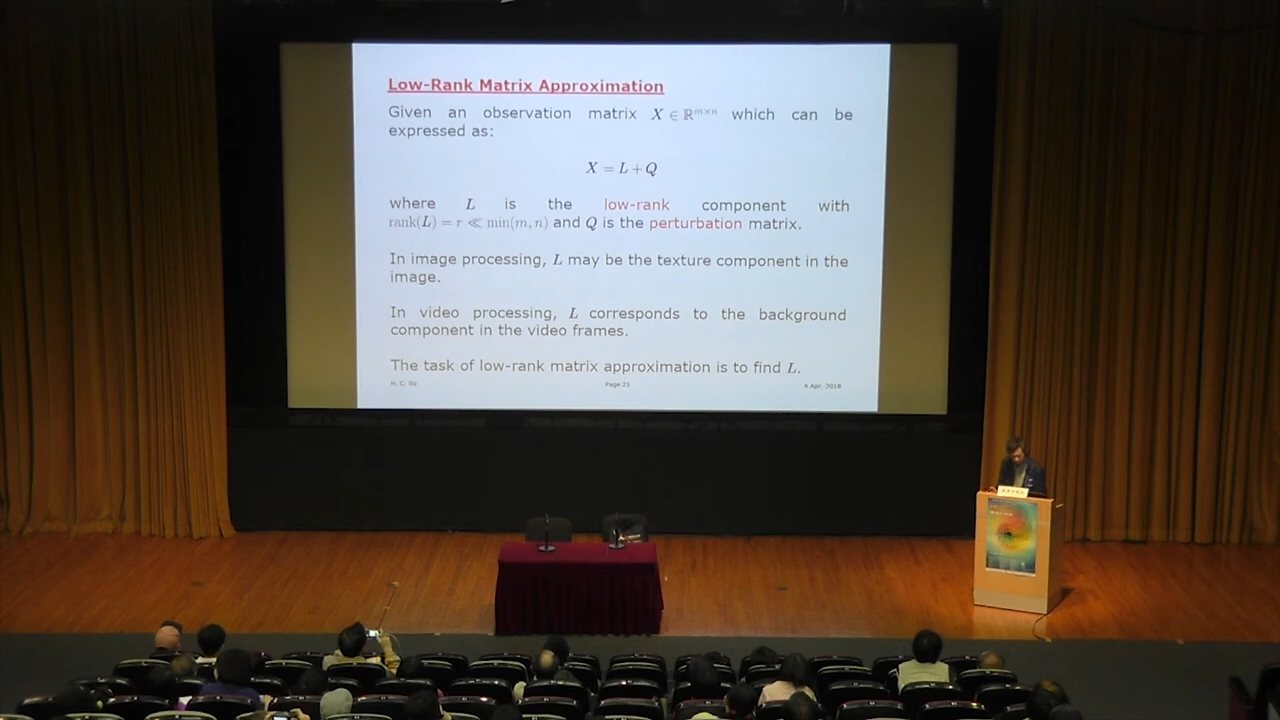 Low-Rank Matrix Approximation
Given an observation matrix X ∈ ℝ^{m×n} which can be
expressed as:
X = L + Q
where L is the low-rank component with
rank(L) = r ≪ min(m, n) and Q is the perturbation matrix.
In image processing, L may be the texture component in the
image.
In video processing, L corresponds to the background
component in the video frames.
The task of low-rank matrix approximation is to find L.
H. C. So Page 21 4 Apr. 2018